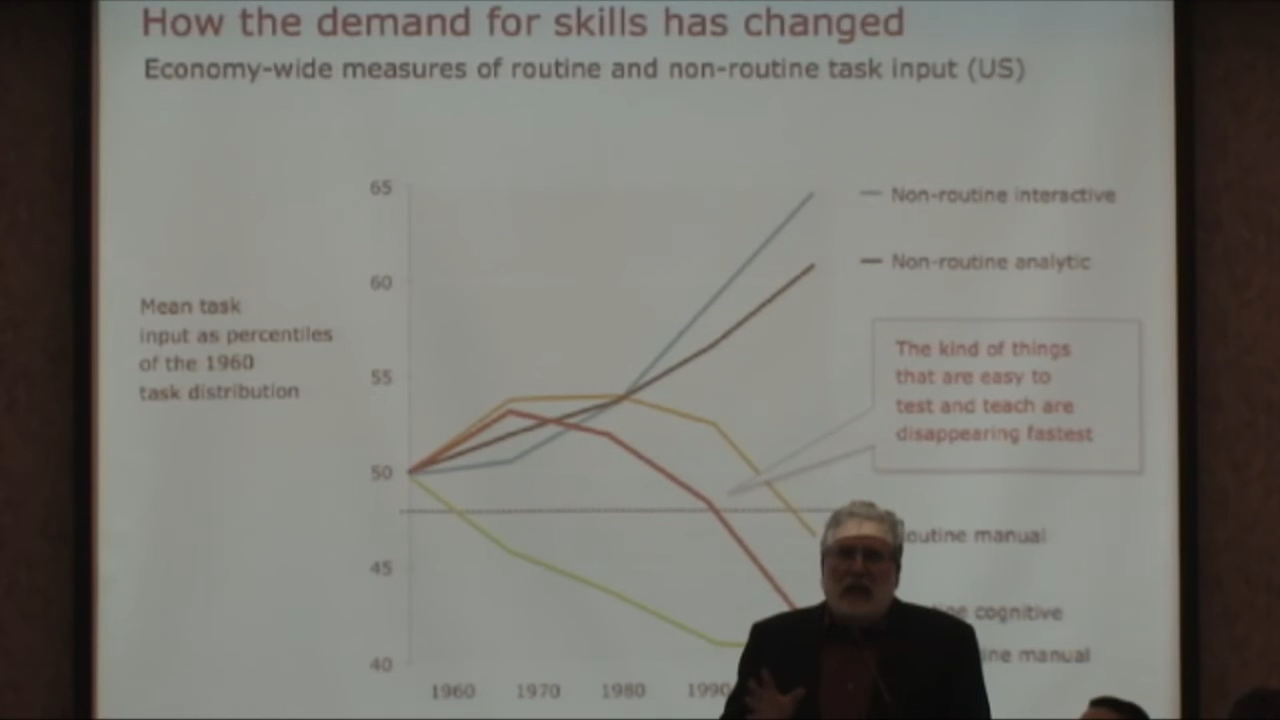 How the demand for skills has changed
Economy-wide measures of routine and non-routine task input (US)
65
60
55
50
45
40
Mean task
input as percentiles
of the 1960
task distribution
Non-routine interactive
Non-routine analytic
The kind of things
that are easy to
test and teach are
disappearing fastest
manual
cognitive
manual
1960 1970 1980 1990